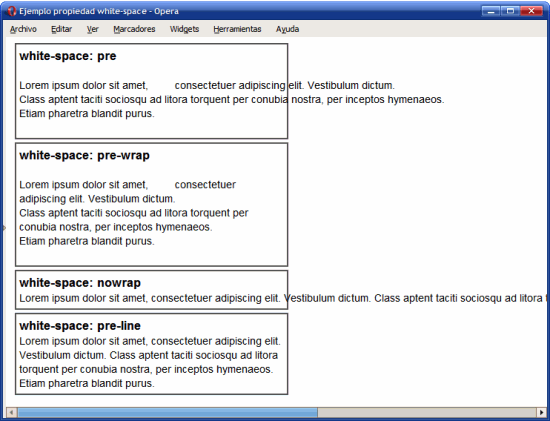 Ejemplo propiedad white-space - Opera
Archivo Editar Ver Marcadores Widgets Herramientas Ayuda
white-space: pre
Lorem ipsum dolor sit amet,        consectetuer adipiscing elit. Vestibulum dictum.
Class aptent taciti sociosqu ad litora torquent per conubia nostra, per inceptos hymenaeos.
Etiam pharetra blandit purus.
white-space: pre-wrap
Lorem ipsum dolor sit amet,        consectetuer
adipiscing elit. Vestibulum dictum.
Class aptent taciti sociosqu ad litora torquent per
conubia nostra, per inceptos hymenaeos.
Etiam pharetra blandit purus.
white-space: nowrap
Lorem ipsum dolor sit amet, consectetuer adipiscing elit. Vestibulum dictum. Class aptent taciti sociosqu ad litora t
white-space: pre-line
Lorem ipsum dolor sit amet, consectetuer adipiscing elit.
Vestibulum dictum. Class aptent taciti sociosqu ad litora
torquent per conubia nostra, per inceptos hymenaeos.
Etiam pharetra blandit purus.